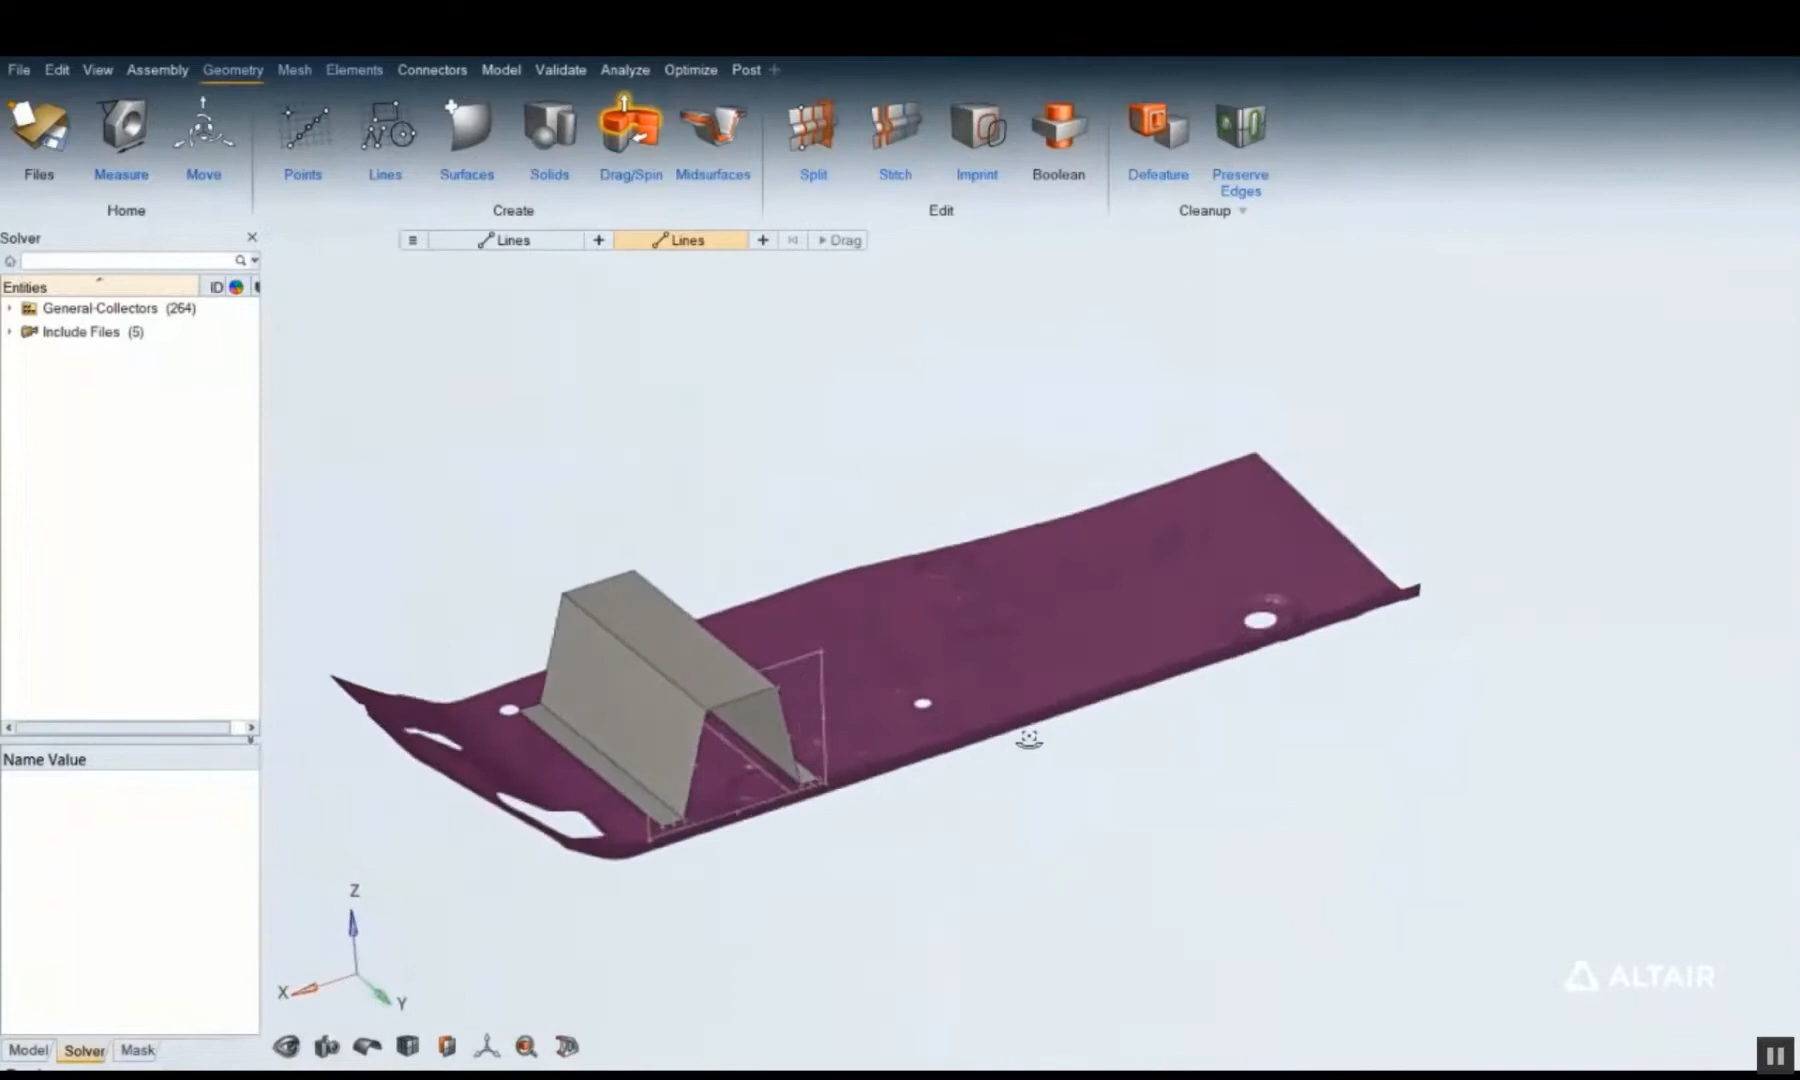 File Edit View Assembly Geometry Mesh Elements Connectors Model Validate Analyze Optimize Post +
Files Measure Move Points Lines Surfaces Solids Drag/Spin Midsurfaces Split Stitch Imprint Boolean Defeature Preserve Edges
Home Create Edit Cleanup
Solver
Lines + Lines + Drag
Entities ID
General-Collectors (264)
Include Files (5)
Name Value
Z
X
Y
ALTAIR
Model Solver Mask